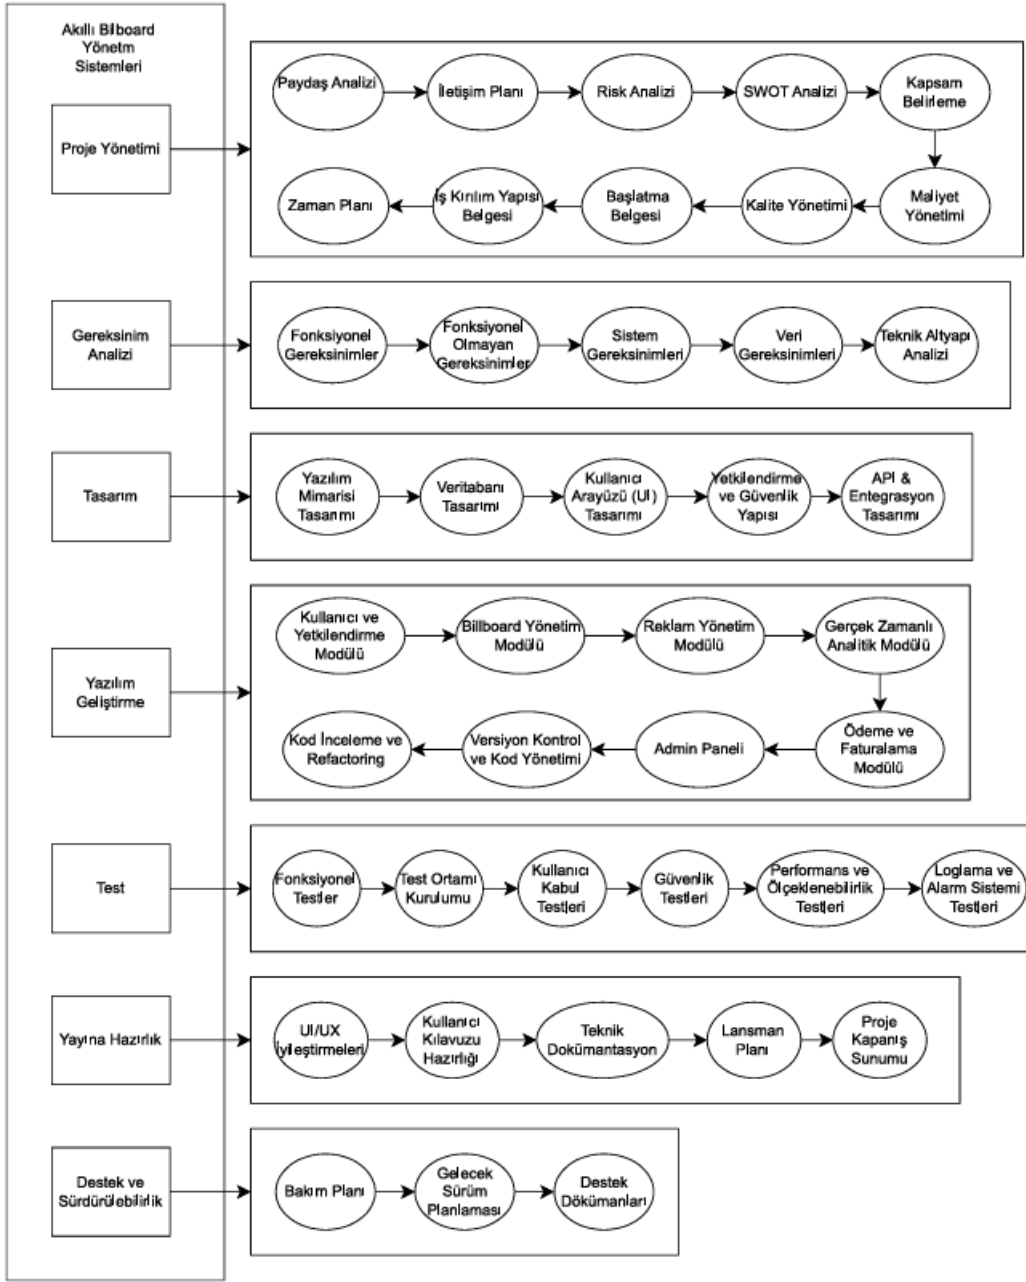 Akıllı Bilboard
Yönetm
Sistemleri
Proje Yönetimi
Paydaş Analizi
İletişim Planı
Risk Analizi
SWOT Analizi
Kapsam
Belirleme
Zaman Planı
İş Kırılım Yapısı
Belgesi
Başlatma
Belgesi
Kalite Yönetimi
Maliyet
Yönetimi
Gereksinim
Analizi
Fonksiyonel
Gereksinimler
Fonksiyonel
Olmayan
Gereksinimler
Sistem
Gereksinimleri
Veri
Gereksinimleri
Teknik Altyapı
Analizi
Tasarım
Yazılım
Mimarisi
Tasarımı
Veritabanı
Tasarımı
Kullanıcı
Arayüzü (UI)
Tasarımı
Yetkilendirme
ve Güvenlik
Yapısı
API &
Entegrasyon
Tasarımı
Yazılım
Geliştirme
Kullanıcı ve
Yetkilendirme
Modülü
Billboard Yönetim
Modülü
Reklam Yönetim
Modülü
Gerçek Zamanlı
Analitik Modülü
Kod İnceleme ve
Refactoring
Versiyon Kontrol
ve Kod Yönetimi
Admin Paneli
Ödeme ve
Faturalama
Modülü
Test
Fonksiyonel
Testler
Test Ortamı
Kurulumu
Kullanıcı
Kabul
Testleri
Güvenlik
Testleri
Performans ve
Ölçeklenebilirlik
Testleri
Loglama ve
Alarm Sistemi
Testleri
Yayına Hazırlık
UI/UX
İyileştirmeleri
Kullanıcı
Kılavuzu
Hazırlığı
Teknik
Dokümantasyon
Lansman
Planı
Proje
Kapanış
Sunumu
Destek ve
Sürdürülebilirlik
Bakım Planı
Gelecek
Sürüm
Planlaması
Destek
Dökümanları